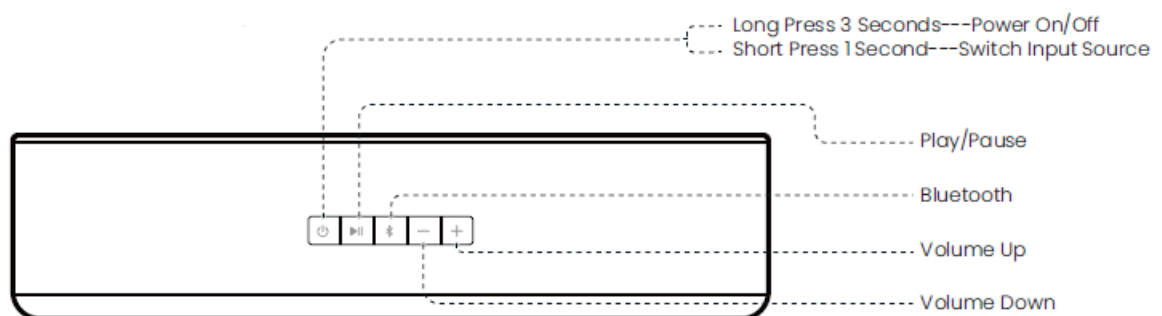 Long Press 3 Seconds---Power On/Off
Short Press 1 Second---Switch Input Source
Play/Pause
Bluetooth
Volume Up
Volume Down